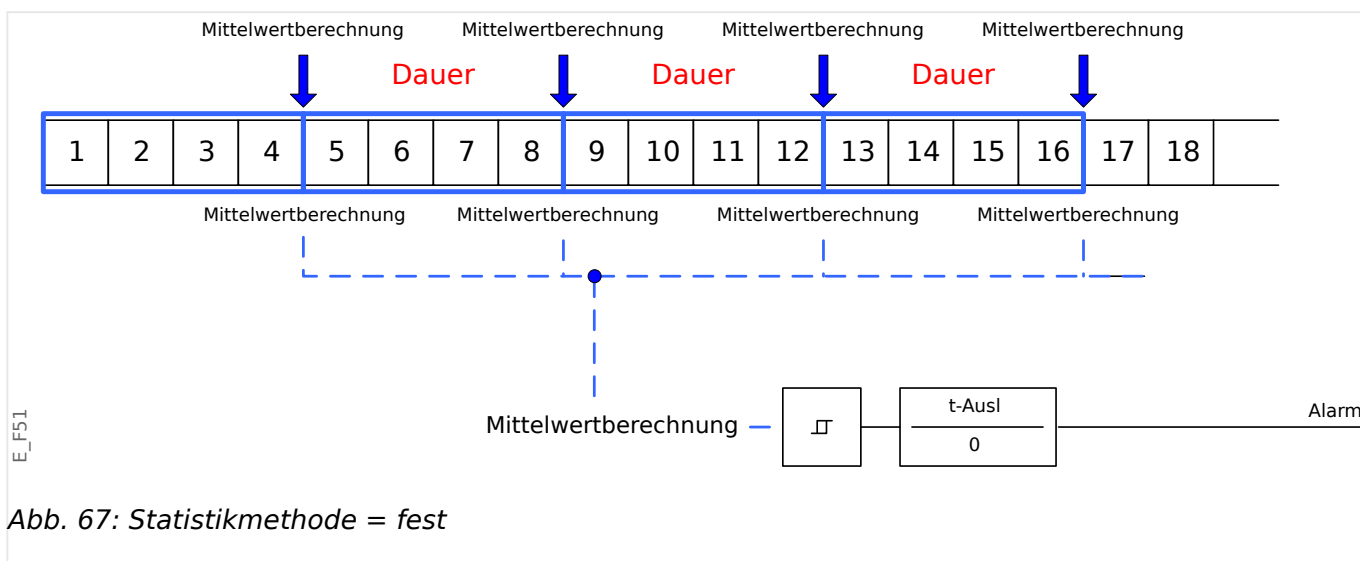 Mittelwertberechnung Mittelwertberechnung Mittelwertberechnung Mittelwertberechnung
Dauer Dauer Dauer
1 2 3 4 5 6 7 8 9 10 11 12 13 14 15 16 17 18
Mittelwertberechnung Mittelwertberechnung Mittelwertberechnung Mittelwertberechnung
Mittelwertberechnung
t-Ausl
0
Alarm
E_F51
Abb. 67: Statistikmethode = fest